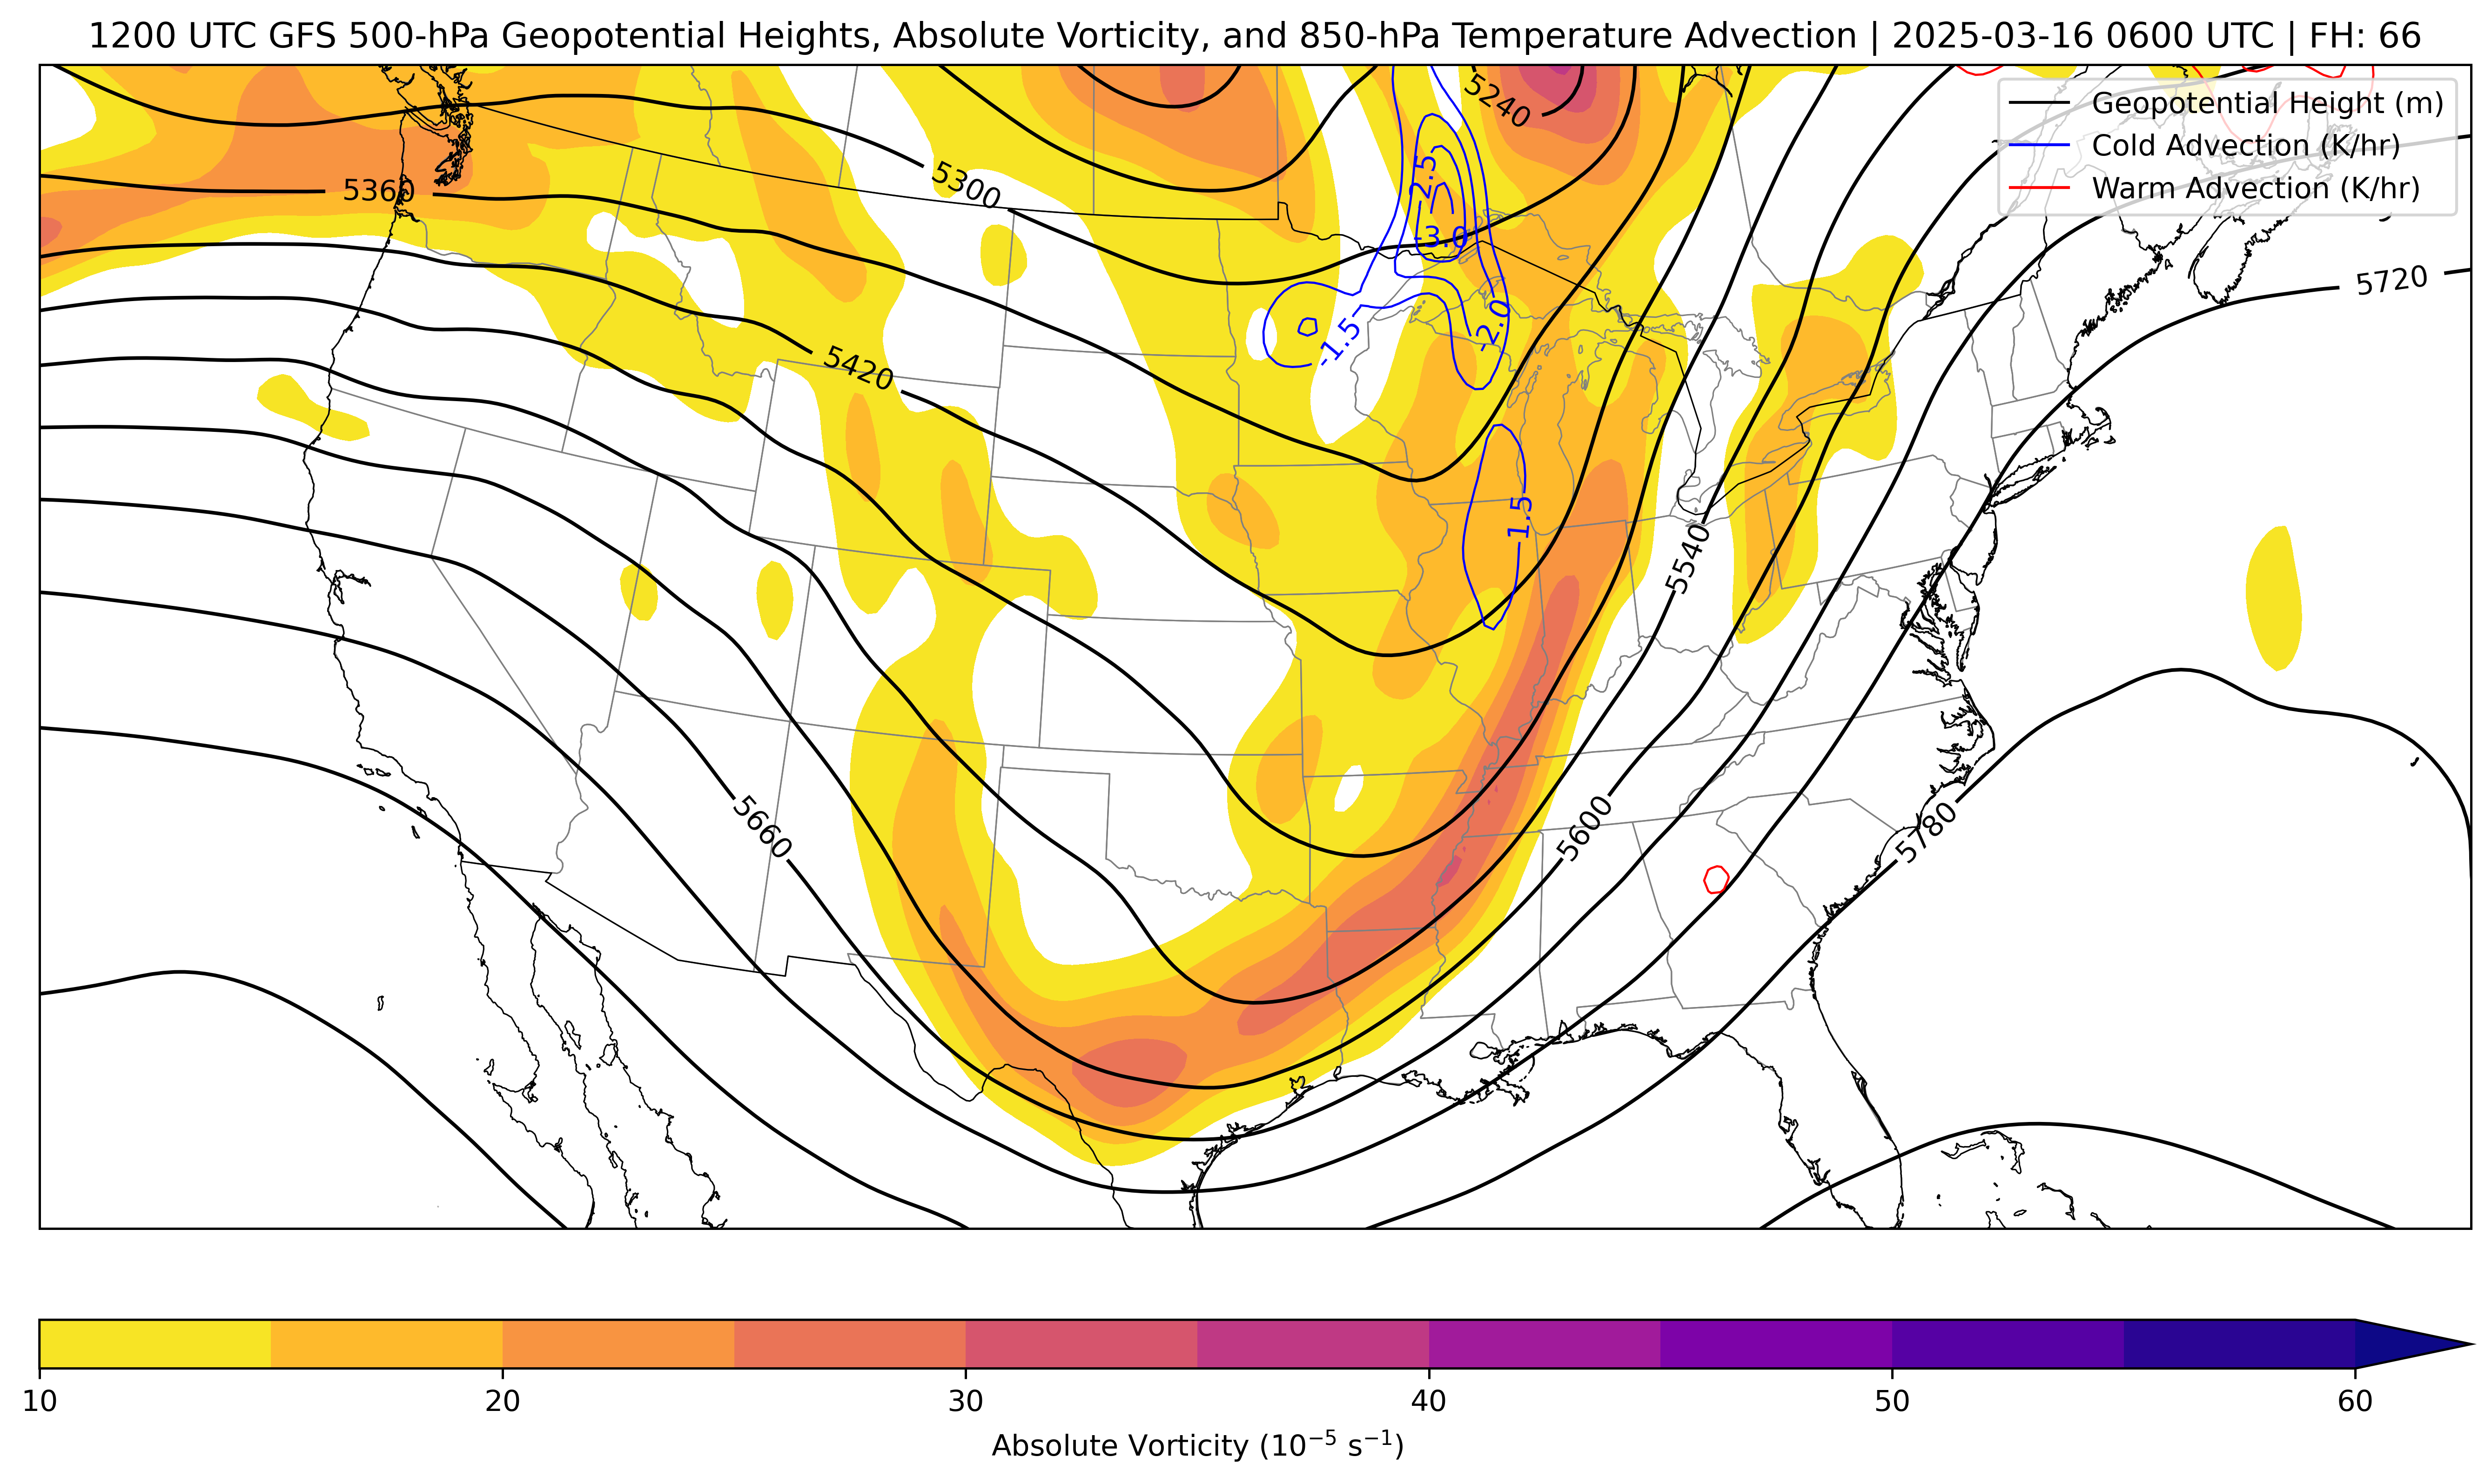 1200 UTC GFS 500-hPa Geopotential Heights, Absolute Vorticity, and 850-hPa Temperature Advection | 2025-03-16 0600 UTC | FH: 66
Geopotential Height (m)
Cold Advection (K/hr)
Warm Advection (K/hr)
5240
5300
5360
-2.5
-3.0
5720
-2.0
-1.5
5420
-1.5
5540
5660
5600
5780
10 20 30 40 50 60
Absolute Vorticity (10⁻⁵ s⁻¹)